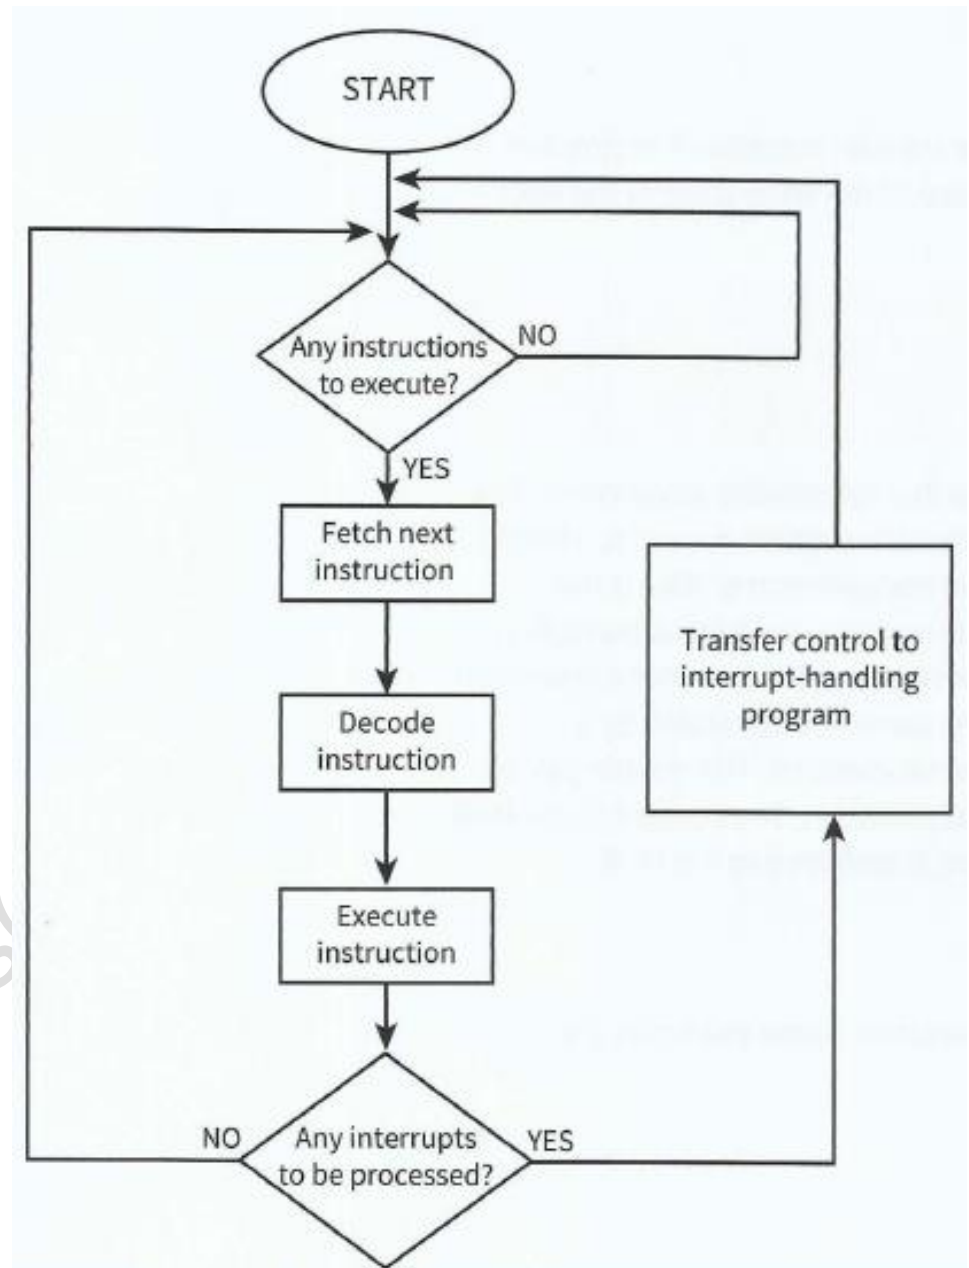 START
Any instructions
to execute?
NO
YES
Fetch next
instruction
Decode
instruction
Execute
instruction
Any interrupts
to be processed?
NO
YES
Transfer control to
interrupt-handling
program